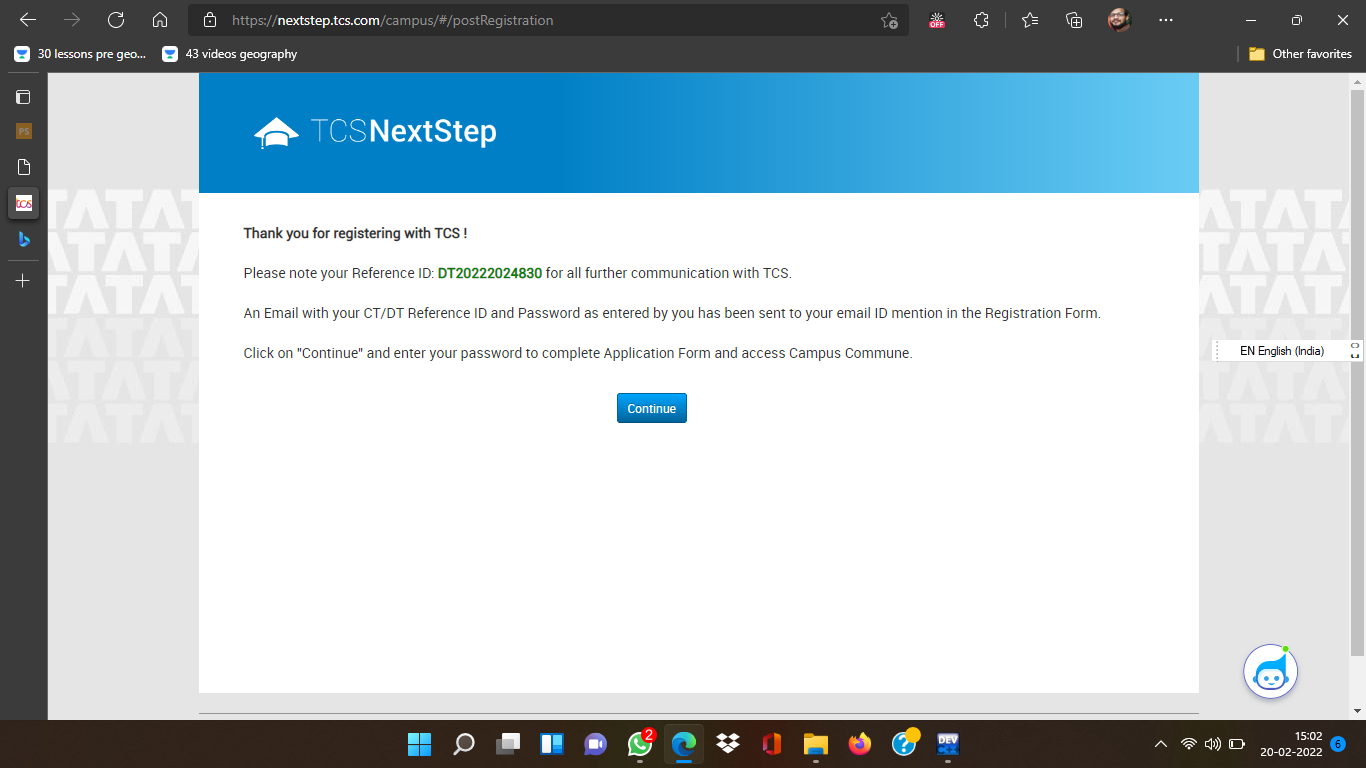 https://nextstep.tcs.com/campus/#/postRegistration
OFF
30 lessons pre geo...
43 videos geography
Other favorites
PS
tcs
TCSNextStep
Thank you for registering with TCS !
Please note your Reference ID: DT20222024830 for all further communication with TCS.
An Email with your CT/DT Reference ID and Password as entered by you has been sent to your email ID mention in the Registration Form.
Click on "Continue" and enter your password to complete Application Form and access Campus Commune.
EN English (India)
Continue
2
DEV
15:02
20-02-2022
6